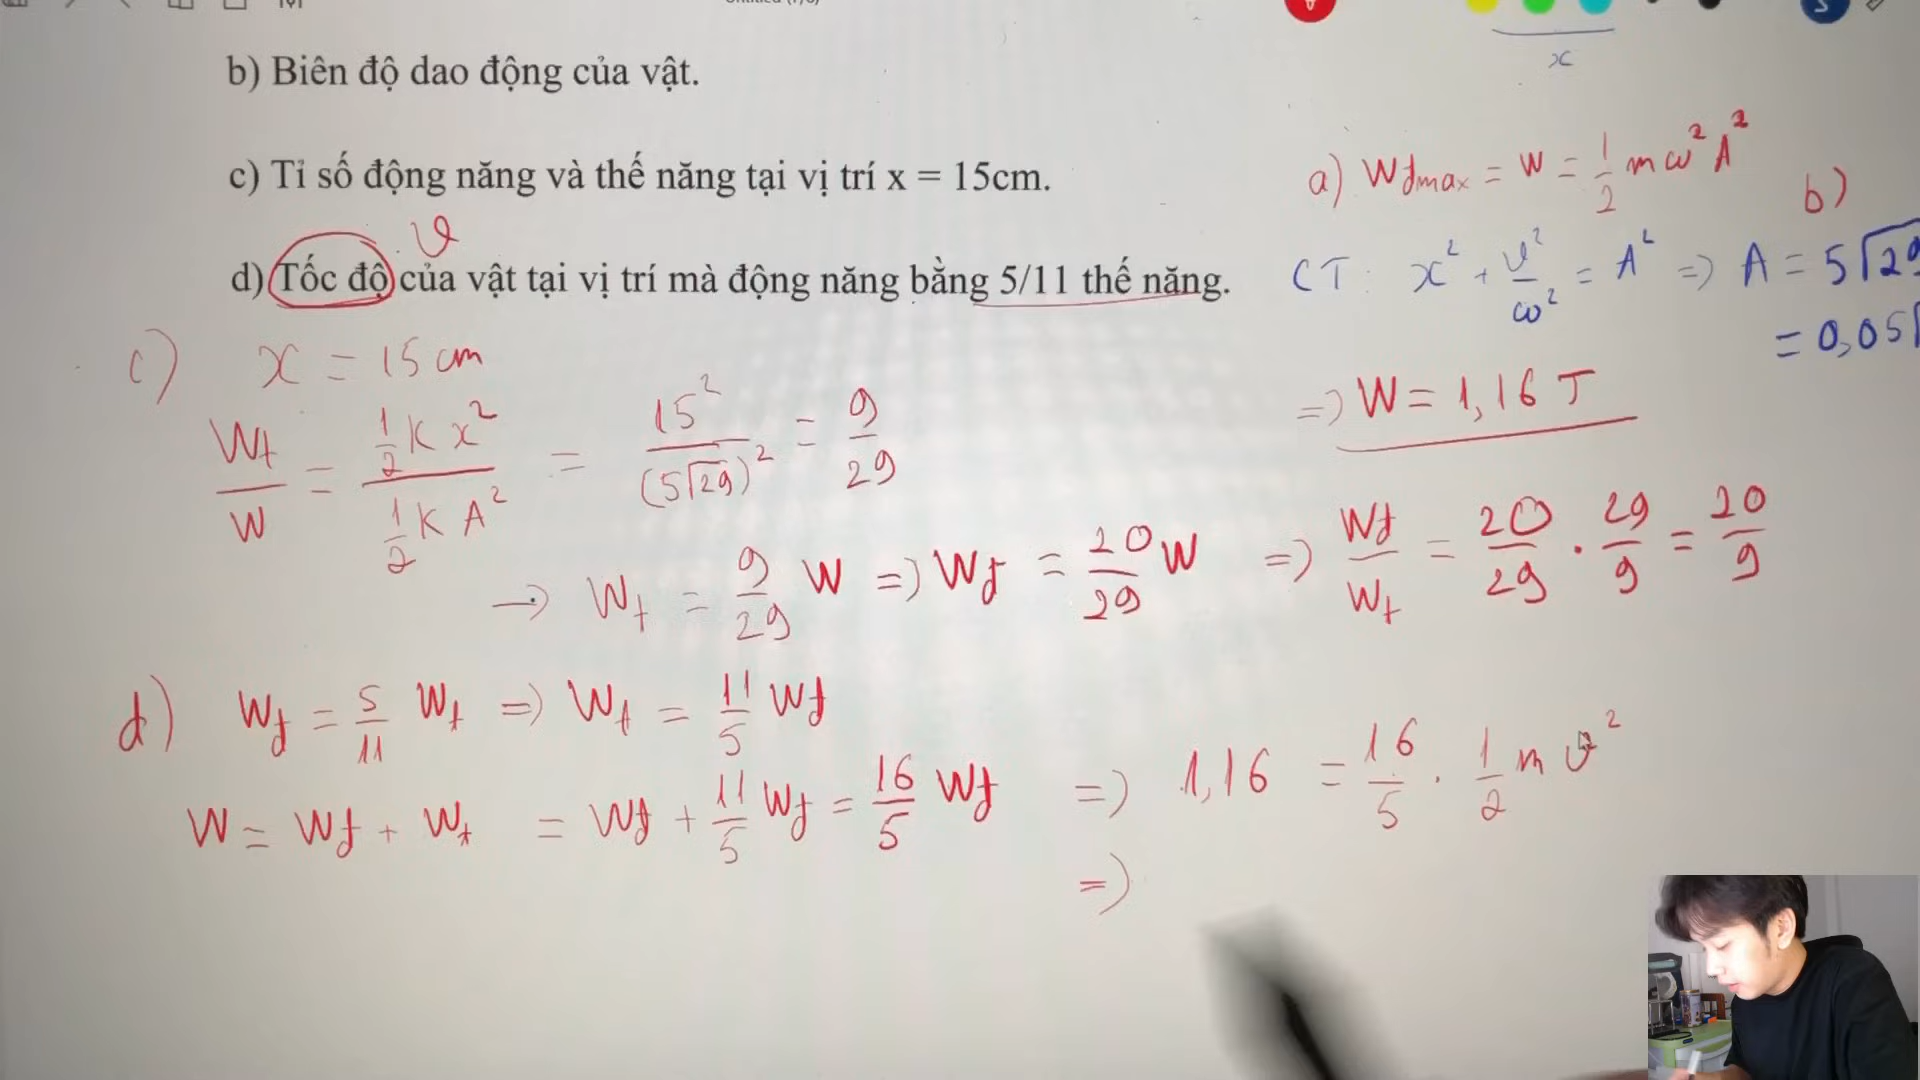 x
b) Biên độ dao động của vật.
c) Tỉ số động năng và thế năng tại vị trí x = 15cm.
v
d) Tốc độ của vật tại vị trí mà động năng bằng 5/11 thế năng.
a) Wđmax = W = 1/2 mω² A²
b)
CT: x² + v²/ω² = A² => A = 5√29
= 0,05√
=> W = 1,16 J
c) x = 15 cm
Wt/W = (1/2 K x²)/(1/2 K A²) = 15²/(5√29)² = 9/29
-> Wt = 9/29 W => Wđ = 20/29 W => Wđ/Wt = 20/29 . 29/9 = 20/9
d) Wđ = 5/11 Wt => Wt = 11/5 Wđ
W = Wđ + Wt = Wđ + 11/5 Wđ = 16/5 Wđ => 1,16 = 16/5 . 1/2 m v²
=>